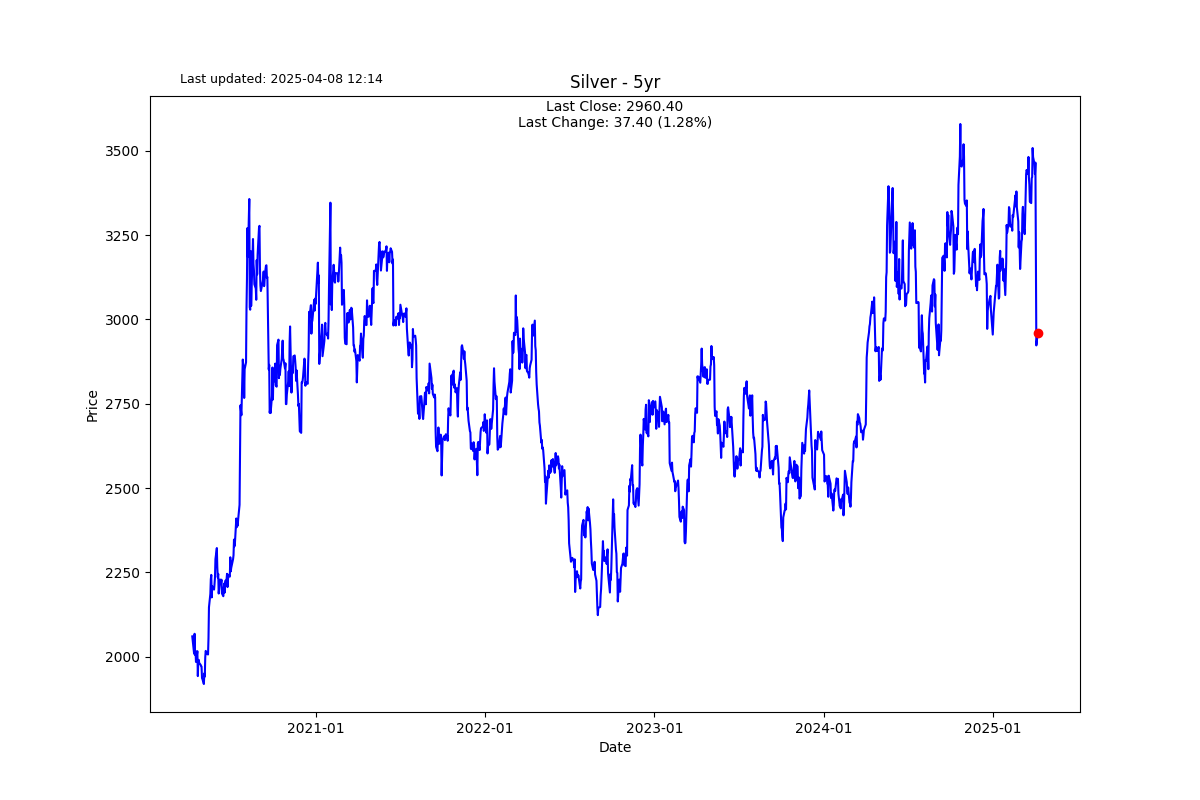 Last updated: 2025-04-08 12:14
Silver - 5yr
Last Close: 2960.40
Last Change: 37.40 (1.28%)
3500
3250
3000
2750
2500
2250
2000
Price
2021-01
2022-01
2023-01
2024-01
2025-01
Date